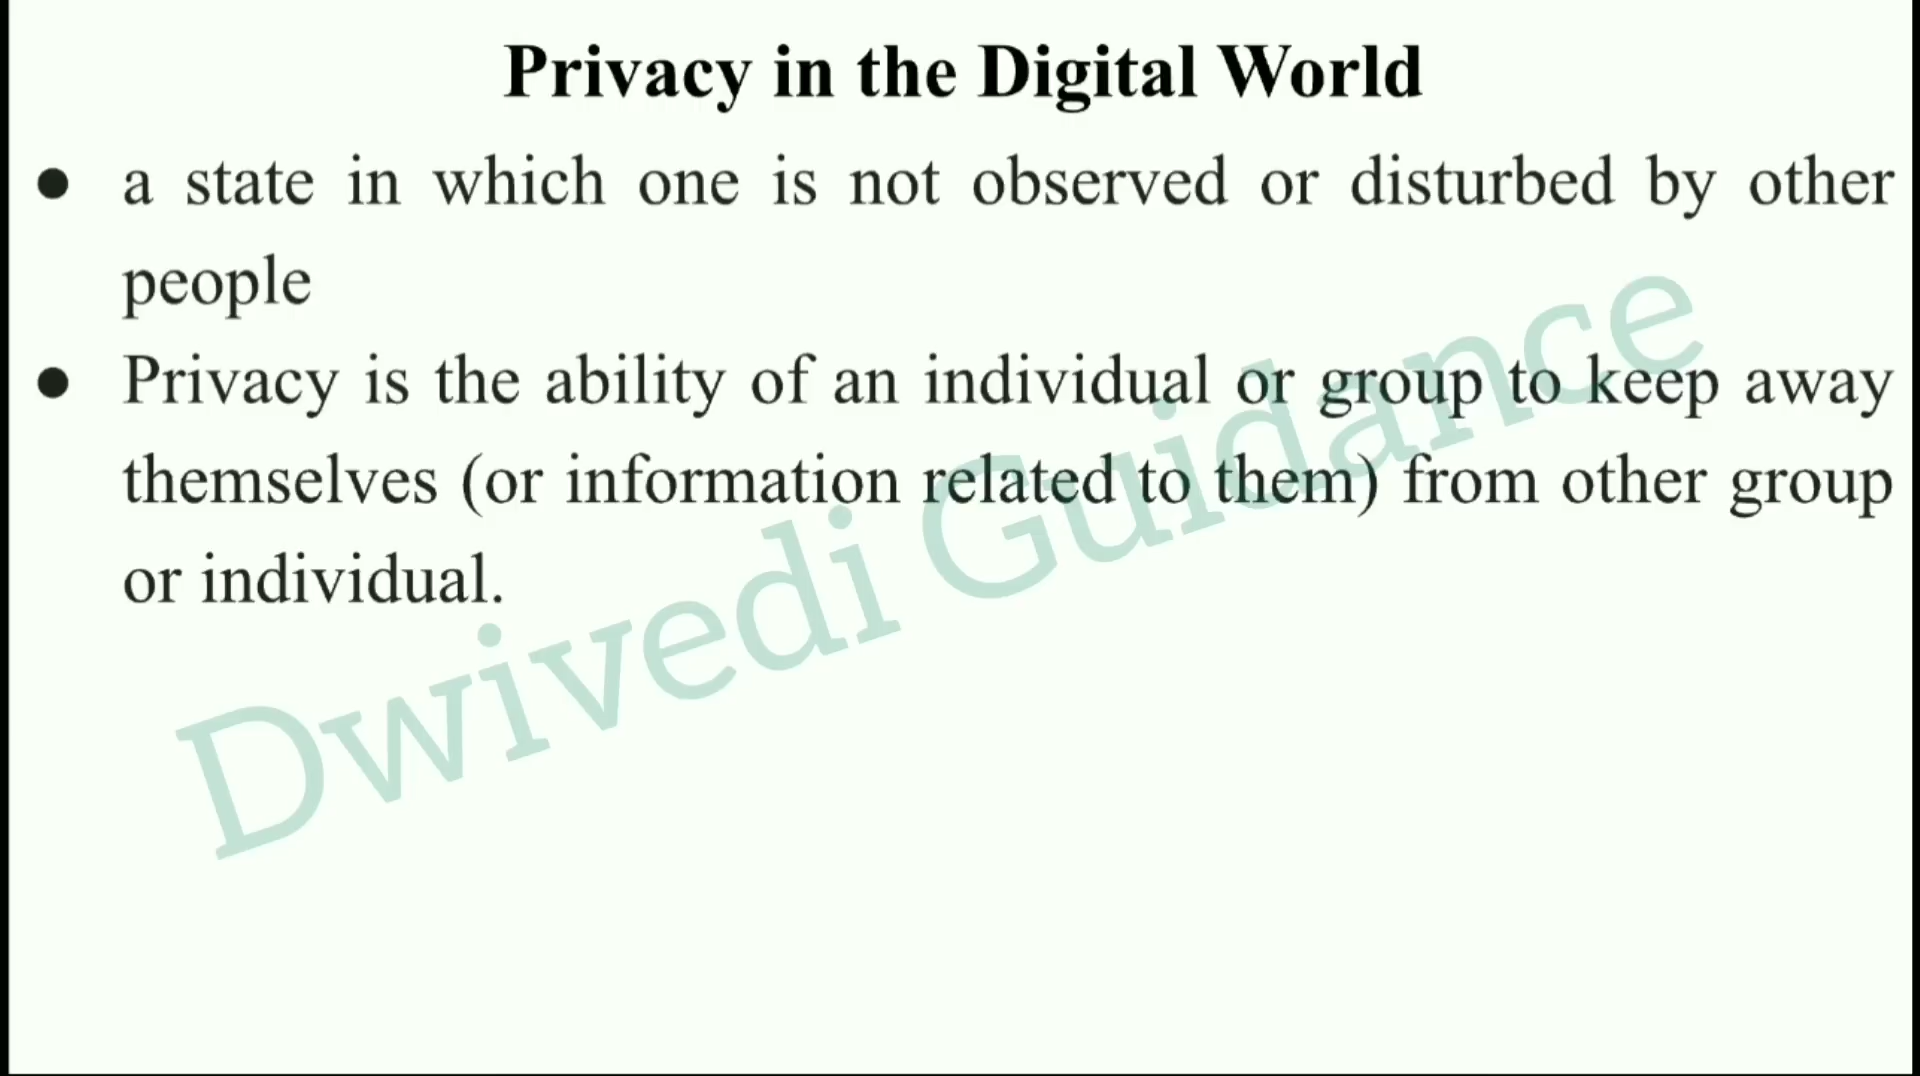 Privacy in the Digital World
● a state in which one is not observed or disturbed by other
people
● Privacy is the ability of an individual or group to keep away
themselves (or information related to them) from other group
or individual.
Dwivedi Guidance